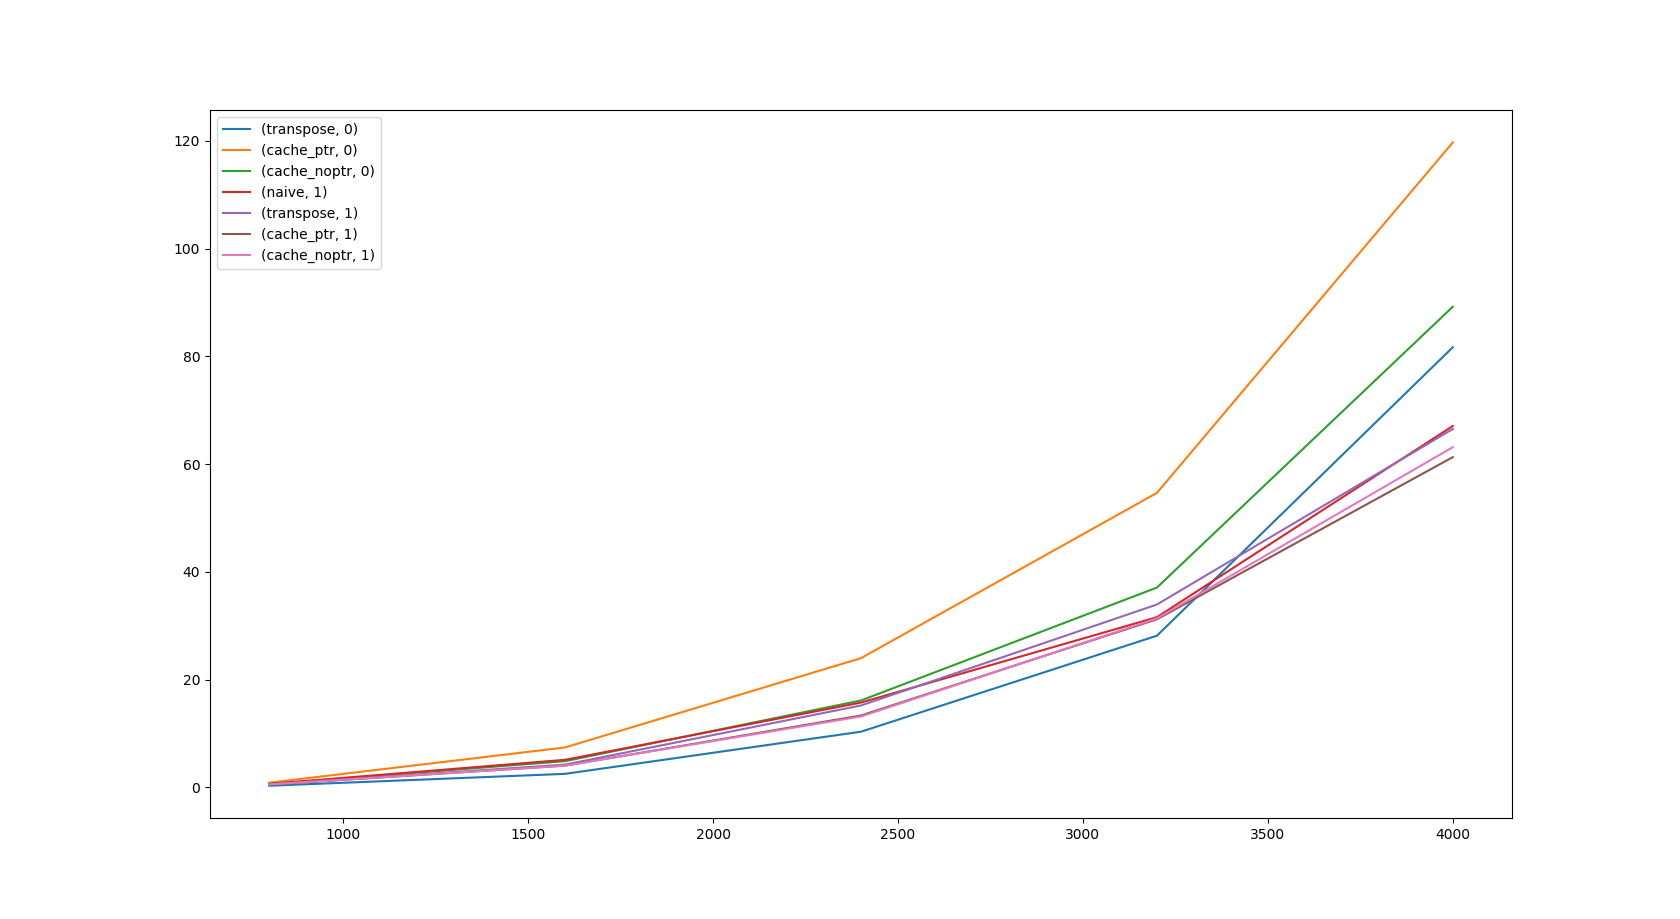 120
100
80
60
40
20
0
(transpose, 0)
(cache_ptr, 0)
(cache_noptr, 0)
(naive, 1)
(transpose, 1)
(cache_ptr, 1)
(cache_noptr, 1)
1000 1500 2000 2500 3000 3500 4000